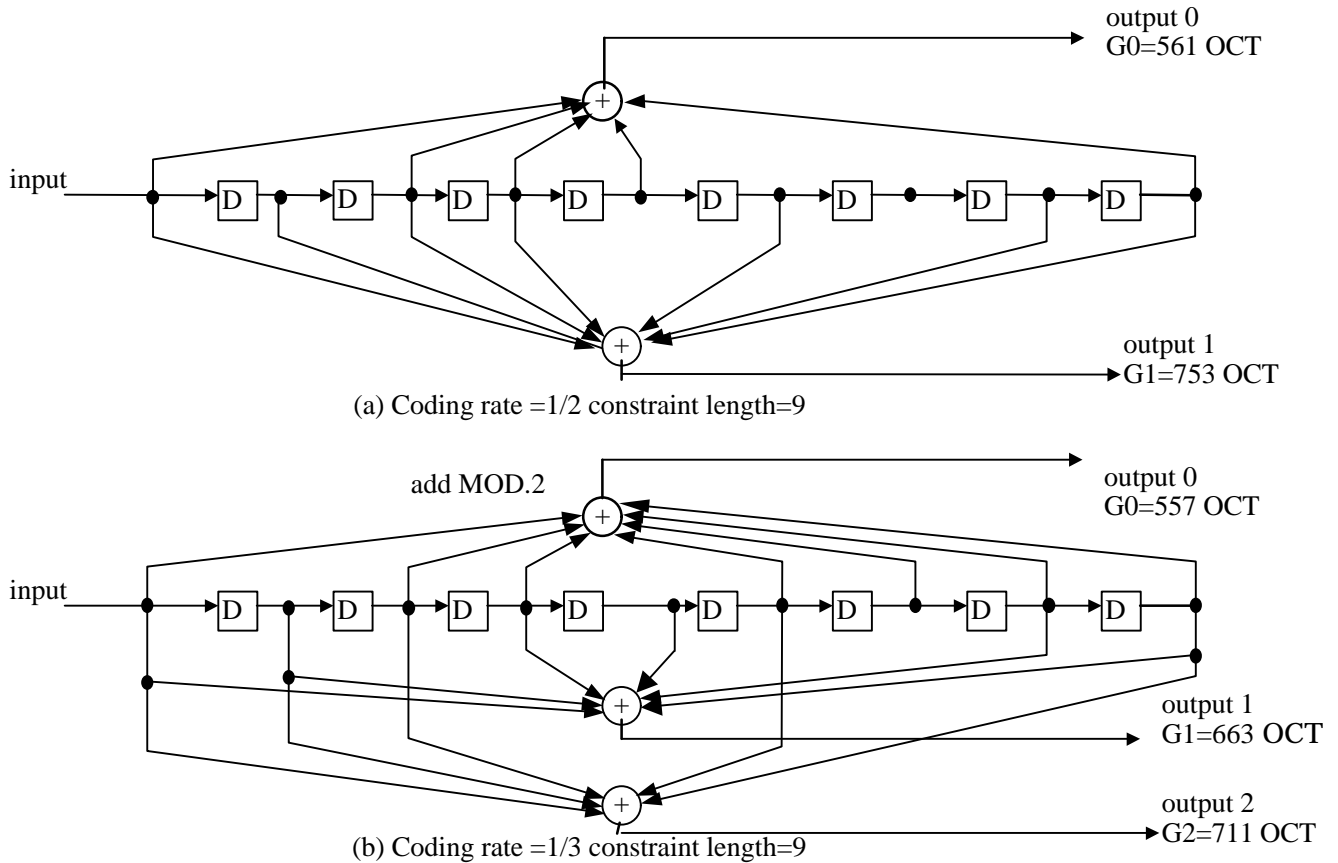 output 0
G0=561 OCT
+
input
D D D D D D D D
+
output 1
G1=753 OCT
(a) Coding rate =1/2 constraint length=9
add MOD.2
output 0
G0=557 OCT
+
input
D D D D D D D D
+
output 1
G1=663 OCT
+
output 2
G2=711 OCT
(b) Coding rate =1/3 constraint length=9